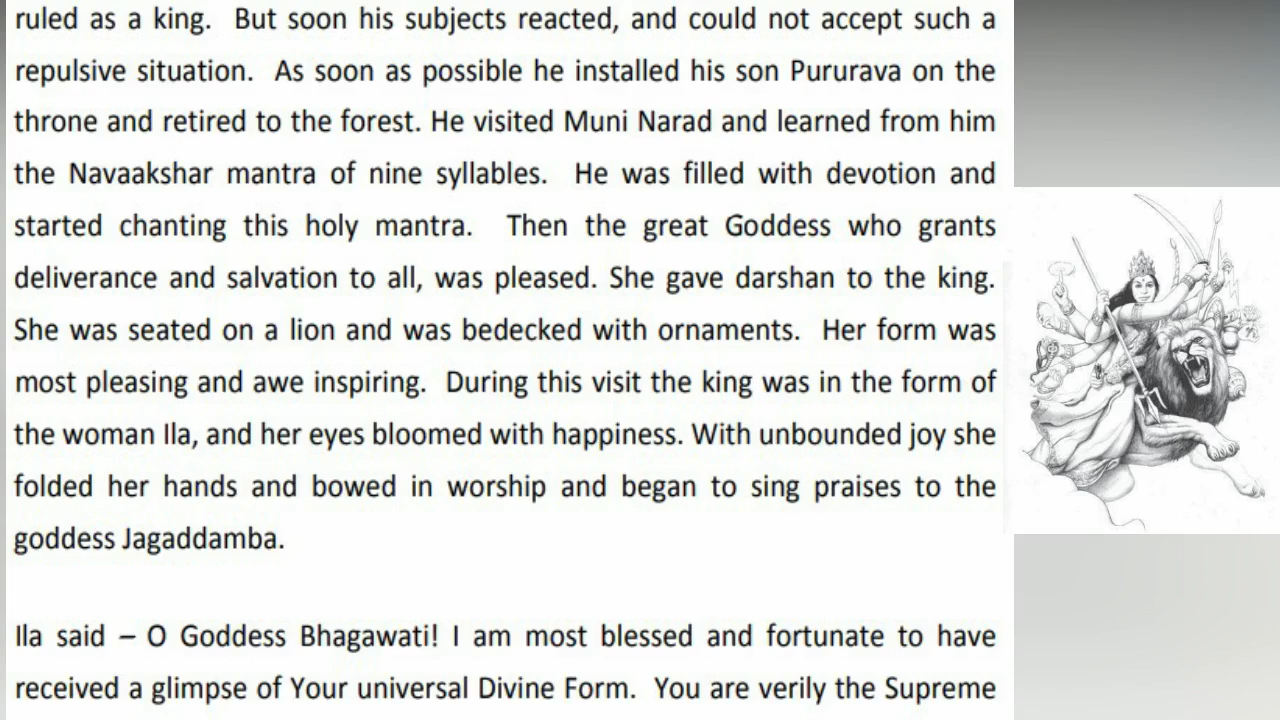 ruled as a king. But soon his subjects reacted, and could not accept such a
repulsive situation. As soon as possible he installed his son Pururava on the
throne and retired to the forest. He visited Muni Narad and learned from him
the Navaakshar mantra of nine syllables. He was filled with devotion and
started chanting this holy mantra. Then the great Goddess who grants
deliverance and salvation to all, was pleased. She gave darshan to the king.
She was seated on a lion and was bedecked with ornaments. Her form was
most pleasing and awe inspiring. During this visit the king was in the form of
the woman Ila, and her eyes bloomed with happiness. With unbounded joy she
folded her hands and bowed in worship and began to sing praises to the
goddess Jagaddamba.
Ila said – O Goddess Bhagawati! I am most blessed and fortunate to have
received a glimpse of Your universal Divine Form. You are verily the Supreme